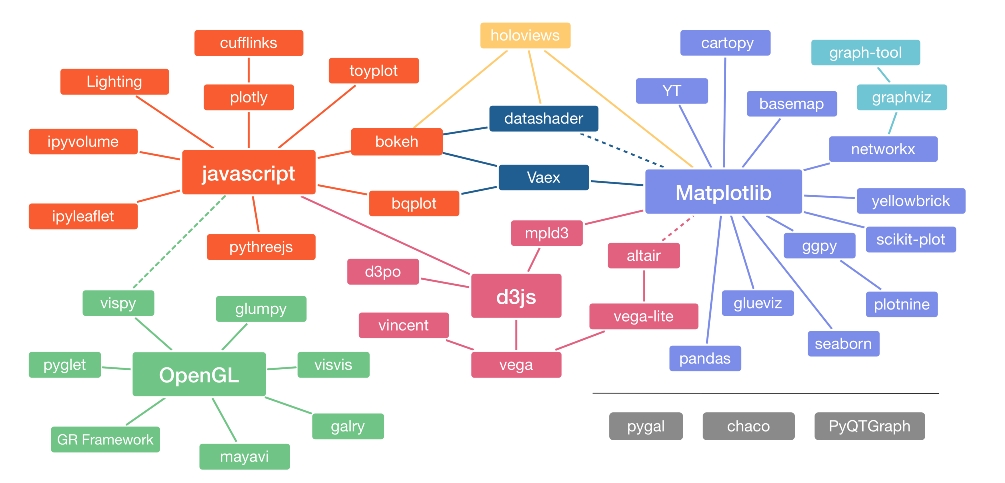 holoviews
cufflinks
cartopy
graph-tool
toyplot
Lighting
YT
plotly
graphviz
basemap
datashader
ipyvolume
bokeh
networkx
javascript
Vaex
Matplotlib
bqplot
yellowbrick
ipyleaflet
mpld3
scikit-plot
pythreejs
ggpy
altair
d3po
d3js
vispy
glumpy
glueviz
plotnine
vega-lite
vincent
seaborn
pandas
pyglet
OpenGL
visvis
vega
galry
pygal
chaco
PyQTGraph
GR Framework
mayavi